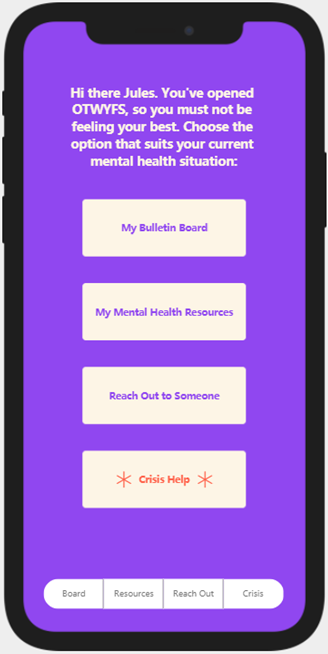 Hi there Jules. You've opened
OTWYFS, so you must not be
feeling your best. Choose the
option that suits your current
mental health situation:
My Bulletin Board
My Mental Health Resources
Reach Out to Someone
Crisis Help
Board Resources Reach Out Crisis